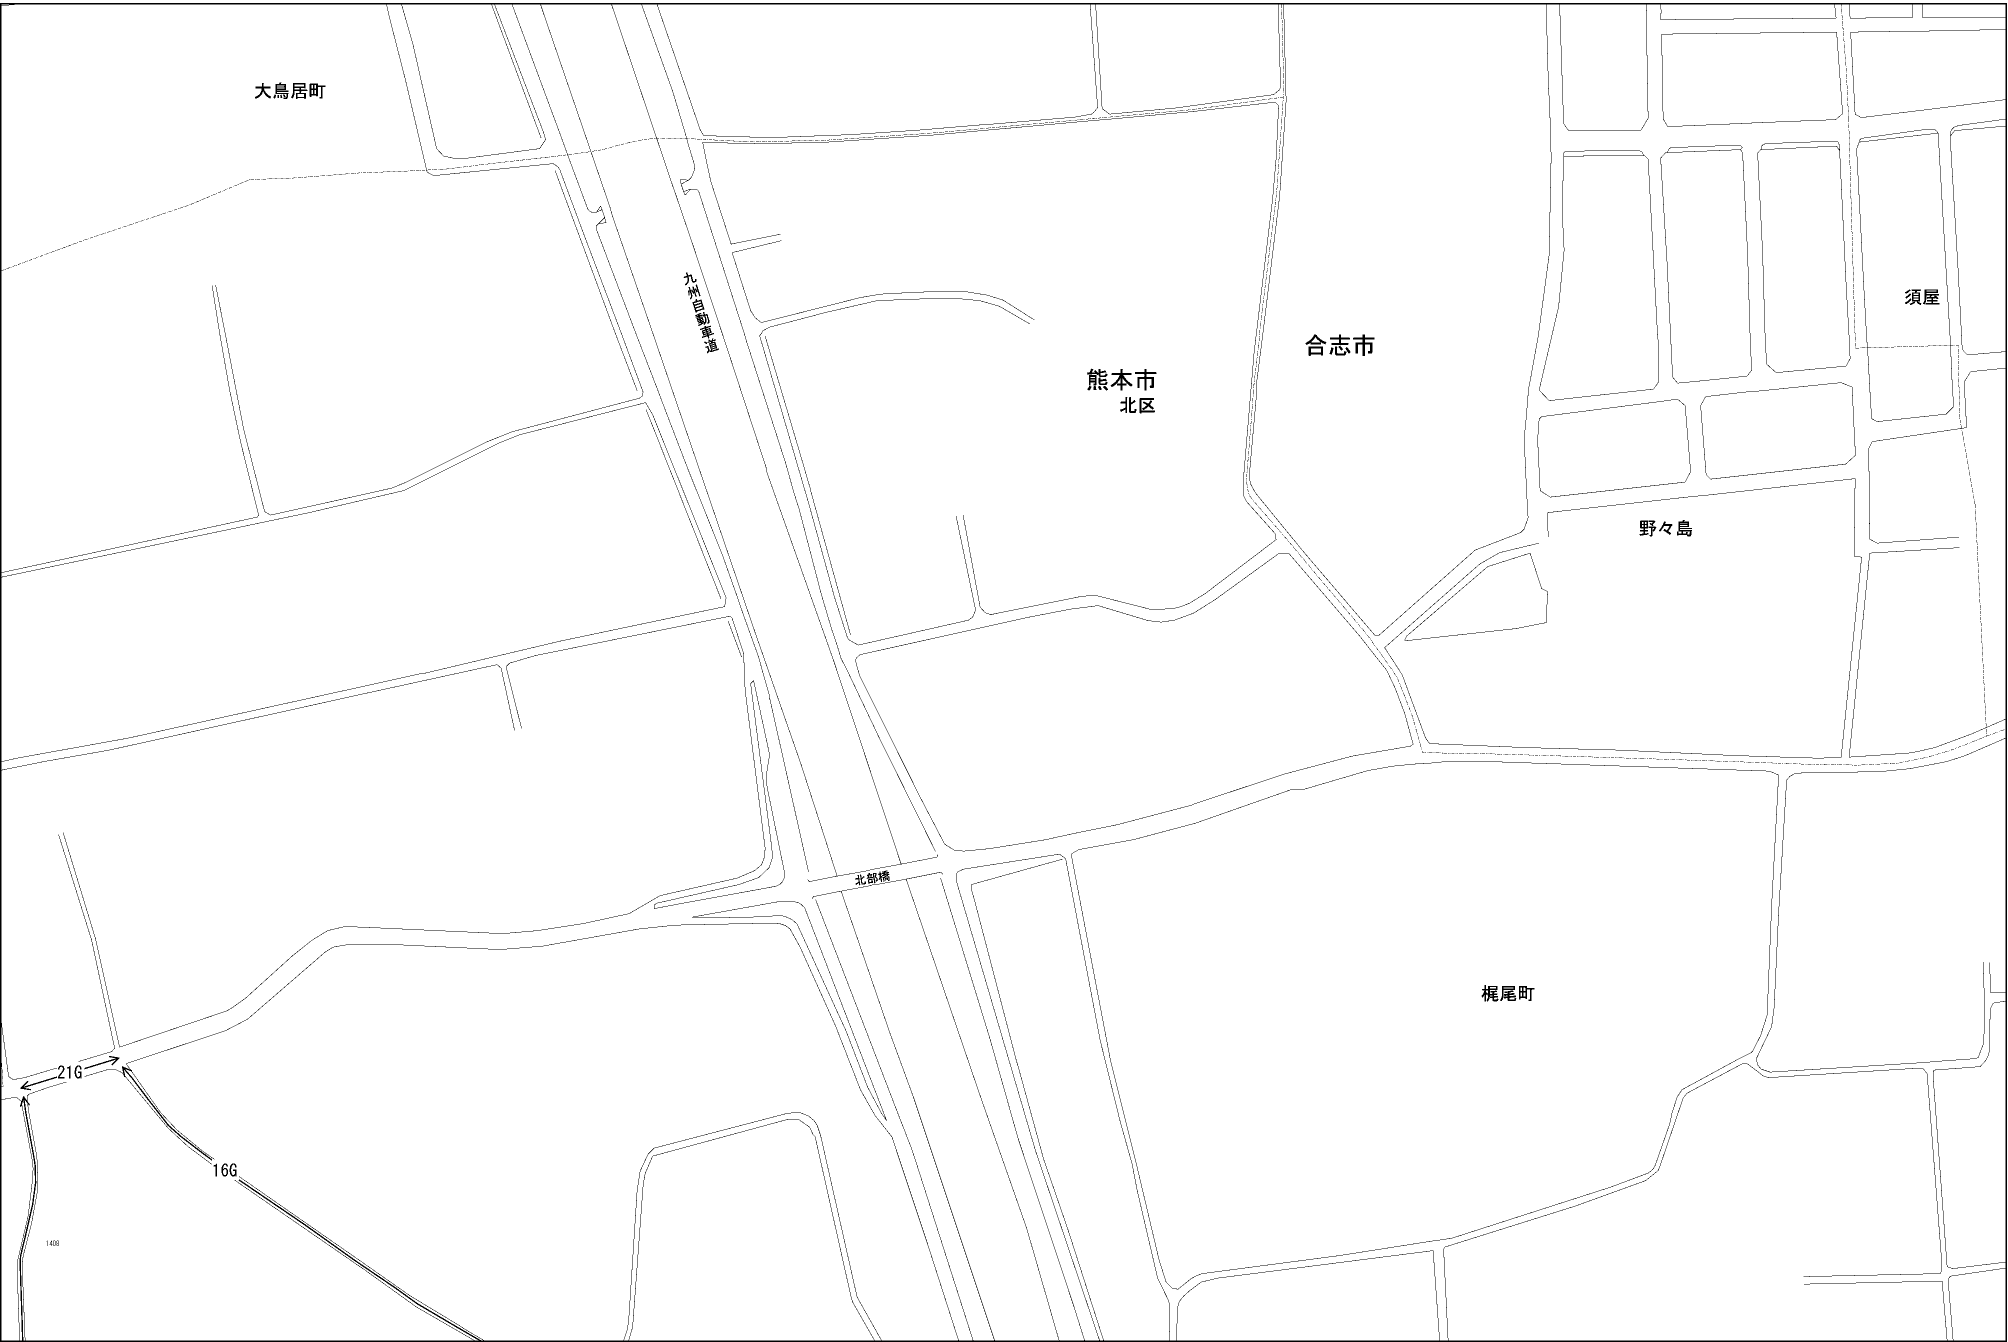 大鳥居町
九州自動車道
須屋
合志市
熊本市
北区
野々島
北部橋
梶尾町
21G
16G
1408